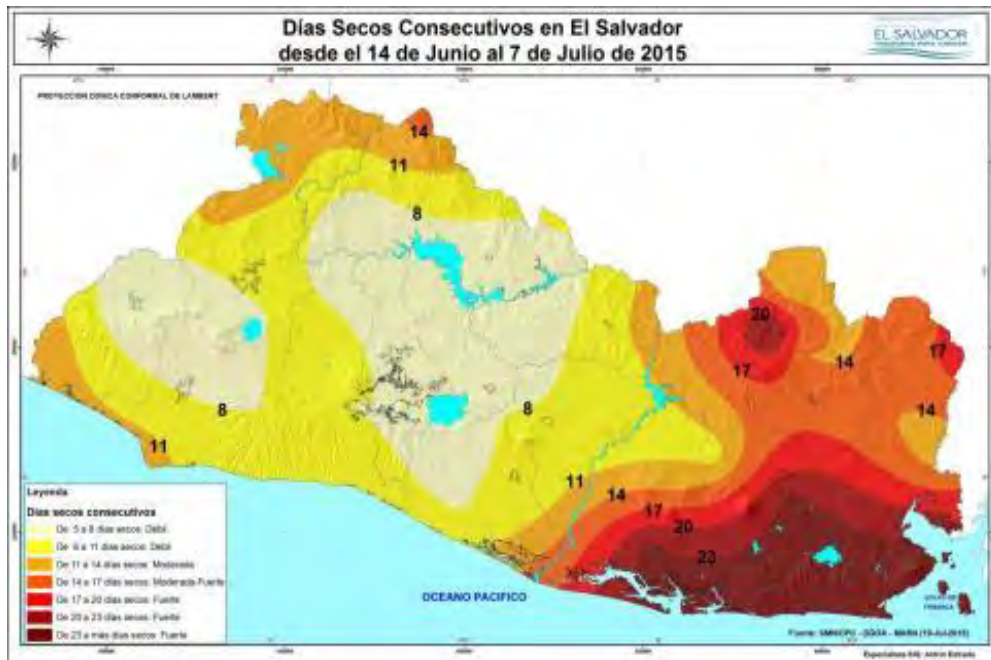 Días Secos Consecutivos en El Salvador
desde el 14 de Junio al 7 de Julio de 2015
EL SALVADOR
PROYECCION CONICA CONFORMAL DE LAMBERT
14
11
8
20
17
14
17
14
8
8
11
11
14
17
20
23
Leyenda
Días secos consecutivos
De 5 a 8 días secos: Débil
De 8 a 11 días secos: Débil
De 11 a 14 días secos: Moderada
De 14 a 17 días secos: Moderada-Fuerte
De 17 a 20 días secos: Fuerte
De 20 a 23 días secos: Fuerte
De 23 a más días secos: Fuerte
OCEANO PACIFICO
GOLFO DE
FONSECA